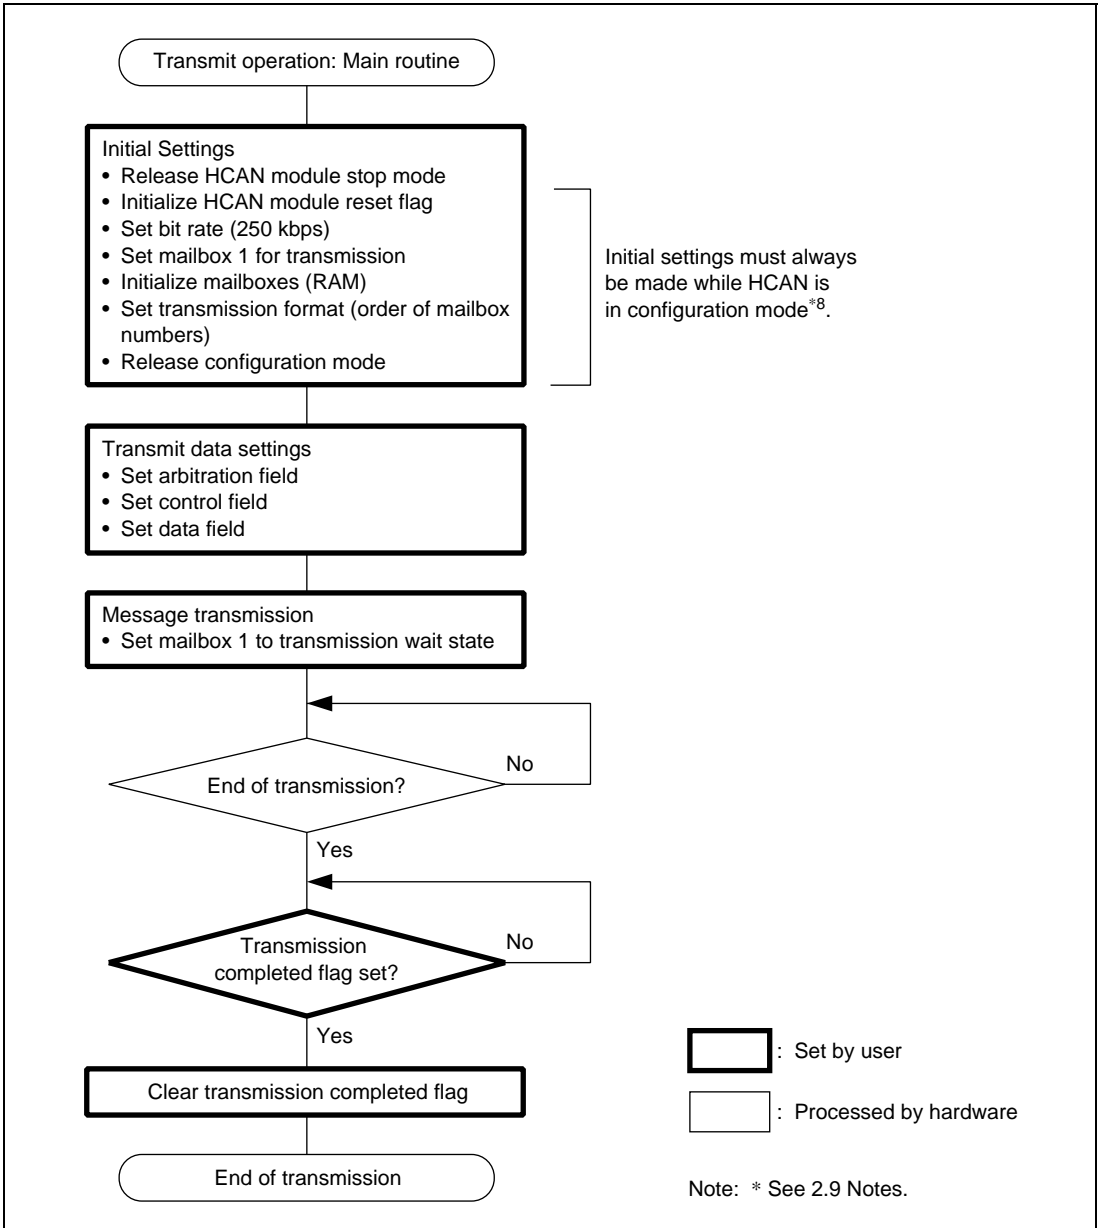 Transmit operation: Main routine
Initial Settings
• Release HCAN module stop mode
• Initialize HCAN module reset flag
• Set bit rate (250 kbps)
• Set mailbox 1 for transmission
• Initialize mailboxes (RAM)
• Set transmission format (order of mailbox
numbers)
• Release configuration mode
Initial settings must always
be made while HCAN is
in configuration mode*8.
Transmit data settings
• Set arbitration field
• Set control field
• Set data field
Message transmission
• Set mailbox 1 to transmission wait state
End of transmission?
No
Yes
Transmission
completed flag set?
No
Yes
Clear transmission completed flag
End of transmission
: Set by user
: Processed by hardware
Note: * See 2.9 Notes.